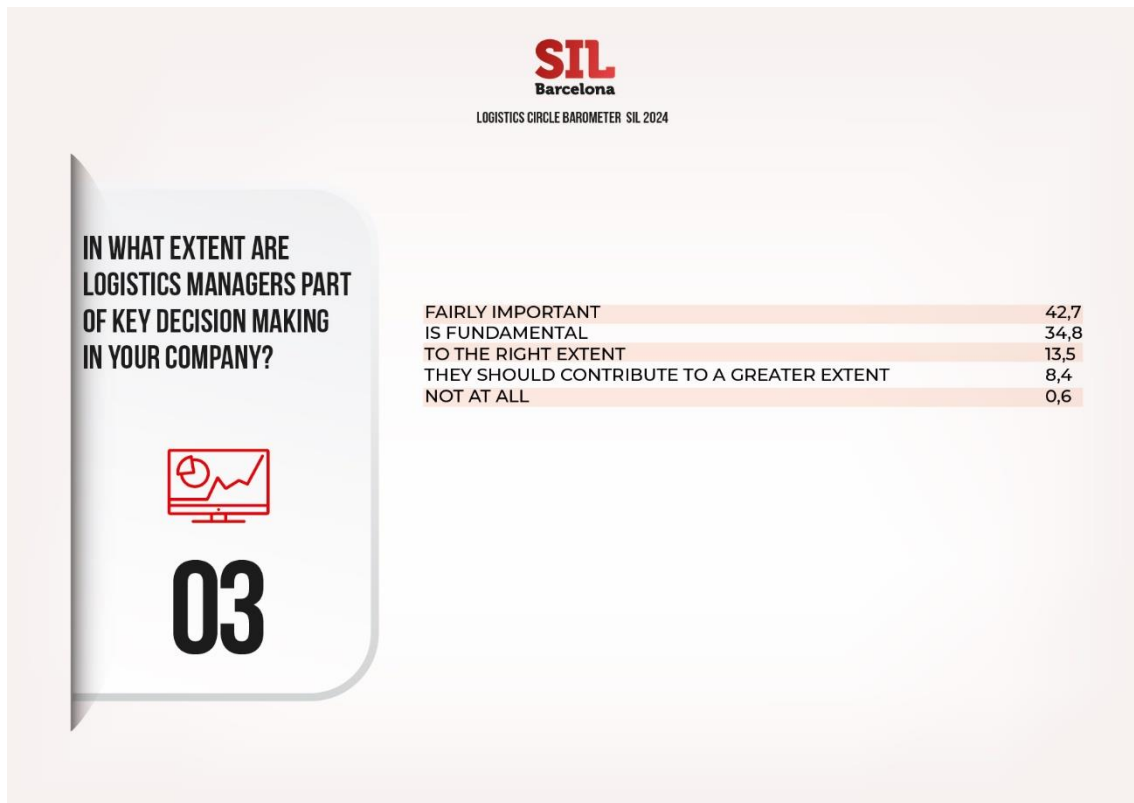 SIL
Barcelona
LOGISTICS CIRCLE BAROMETER SIL 2024
IN WHAT EXTENT ARE
LOGISTICS MANAGERS PART
OF KEY DECISION MAKING
IN YOUR COMPANY?
03
FAIRLY IMPORTANT 42,7
IS FUNDAMENTAL 34,8
TO THE RIGHT EXTENT 13,5
THEY SHOULD CONTRIBUTE TO A GREATER EXTENT 8,4
NOT AT ALL 0,6